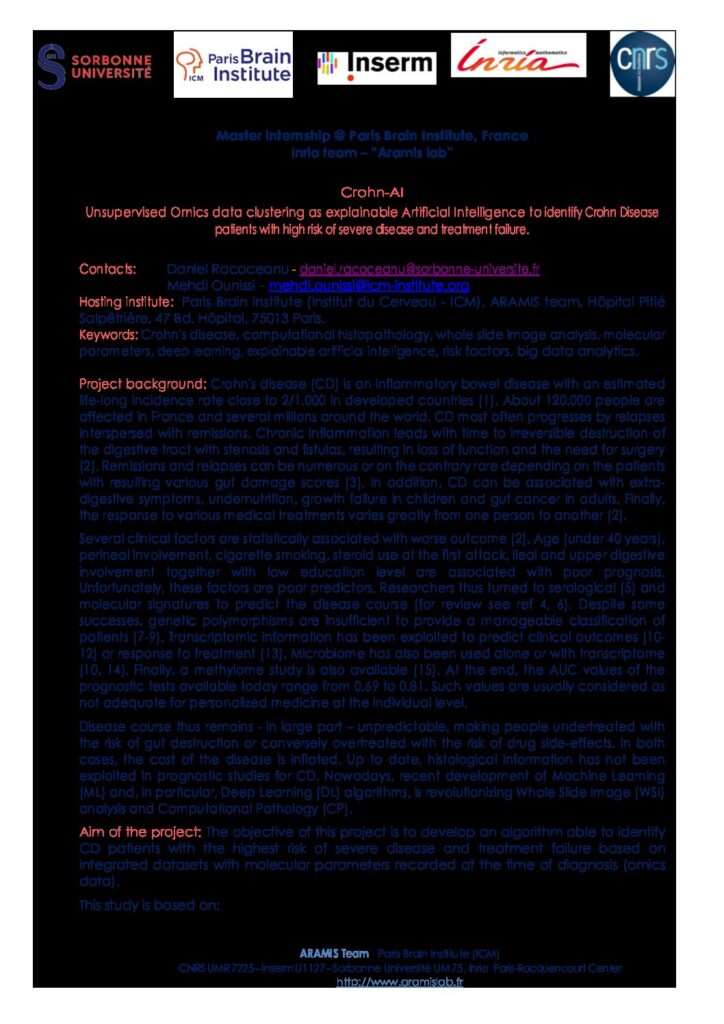 SORBONNE
UNIVERSITÉ
Paris Brain
Institute
ICM
Inserm
informatics mathematics
Inria
cnrs
Master internship @ Paris Brain Institute, France
Inria team – “Aramis lab”
Crohn-AI
Unsupervised Omics data clustering as explainable Artificial Intelligence to identify Crohn Disease
patients with high risk of severe disease and treatment failure.
Contacts: Daniel Racoceanu - daniel.racoceanu@sorbonne-universite.fr
Mehdi Ounissi – mehdi.ounissi@icm-institute.org
Hosting institute: Paris Brain Institute (Institut du Cerveau - ICM), ARAMIS team, Hôpital Pitié
Salpêtrière, 47 Bd. Hôpital, 75013 Paris.
Keywords: Crohn's disease, computational histopathology, whole slide image analysis, molecular
parameters, deep learning, explainable artificial intelligence, risk factors, big data analytics.
Project background: Crohn's disease (CD) is an inflammatory bowel disease with an estimated
life-long incidence rate close to 2/1,000 in developed countries (1). About 120,000 people are
affected in France and several millions around the world. CD most often progresses by relapses
interspersed with remissions. Chronic inflammation leads with time to irreversible destruction of
the digestive tract with stenosis and fistulas, resulting in loss of function and the need for surgery
(2). Remissions and relapses can be numerous or on the contrary rare depending on the patients
with resulting various gut damage scores (3). In addition, CD can be associated with extra-
digestive symptoms, undernutrition, growth failure in children and gut cancer in adults. Finally,
the response to various medical treatments varies greatly from one person to another (2).
Several clinical factors are statistically associated with worse outcome (2). Age (under 40 years),
perineal involvement, cigarette smoking, steroid use at the first attack, ileal and upper digestive
involvement together with low education level are associated with poor prognosis.
Unfortunately, these factors are poor predictors. Researchers thus turned to serological (5) and
molecular signatures to predict the disease course (for review see ref 4, 6). Despite some
successes, genetic polymorphisms are insufficient to provide a manageable classification of
patients (7-9). Transcriptomic information has been exploited to predict clinical outcomes (10-
12) or response to treatment (13). Microbiome has also been used alone or with transcriptome
(10, 14). Finally, a methylome study is also available (15). At the end, the AUC values of the
prognostic tests available today range from 0.69 to 0.81. Such values are usually considered as
not adequate for personalized medicine at the individual level.
Disease course thus remains - in large part – unpredictable, making people undertreated with
the risk of gut destruction or conversely overtreated with the risk of drug side-effects. In both
cases, the cost of the disease is inflated. Up to date, histological information has not been
exploited in prognostic studies for CD. Nowadays, recent development of Machine Learning
(ML) and, in particular, Deep Learning (DL) algorithms, is revolutionizing Whole Slide Image (WSI)
analysis and Computational Pathology (CP).
Aim of the project: The objective of this project is to develop an algorithm able to identify
CD patients with the highest risk of severe disease and treatment failure based on
integrated datasets with molecular parameters recorded at the time of diagnosis (omics
data).
This study is based on:
ARAMIS Team Paris Brain Institute (ICM)
CNRS UMR 7225 – Inserm U1127 – Sorbonne Université UM 75, Inria Paris-Rocquencourt Center
http://www.aramislab.fr